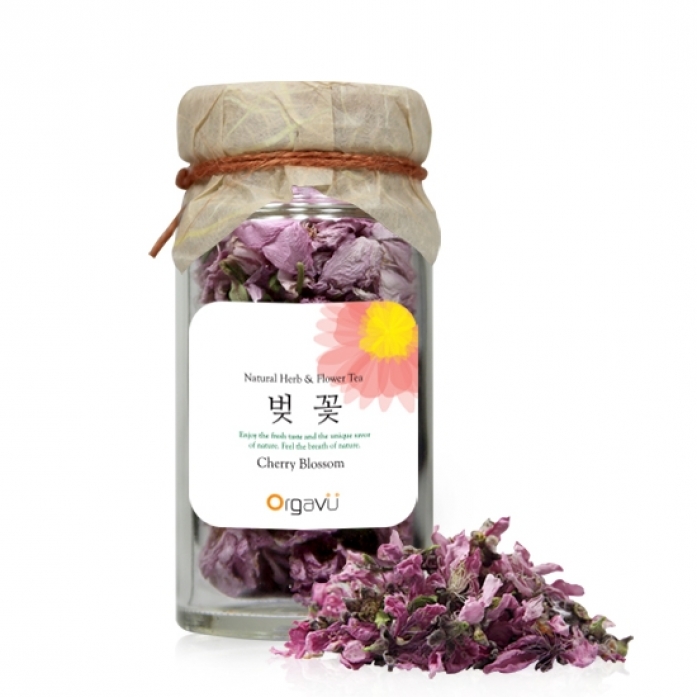 Natural Herb & Flower Tea
벚 꽃
Enjoy the fresh taste and the unique savor
of nature. Feel the breath of nature.
Cherry Blossom
Orgavü